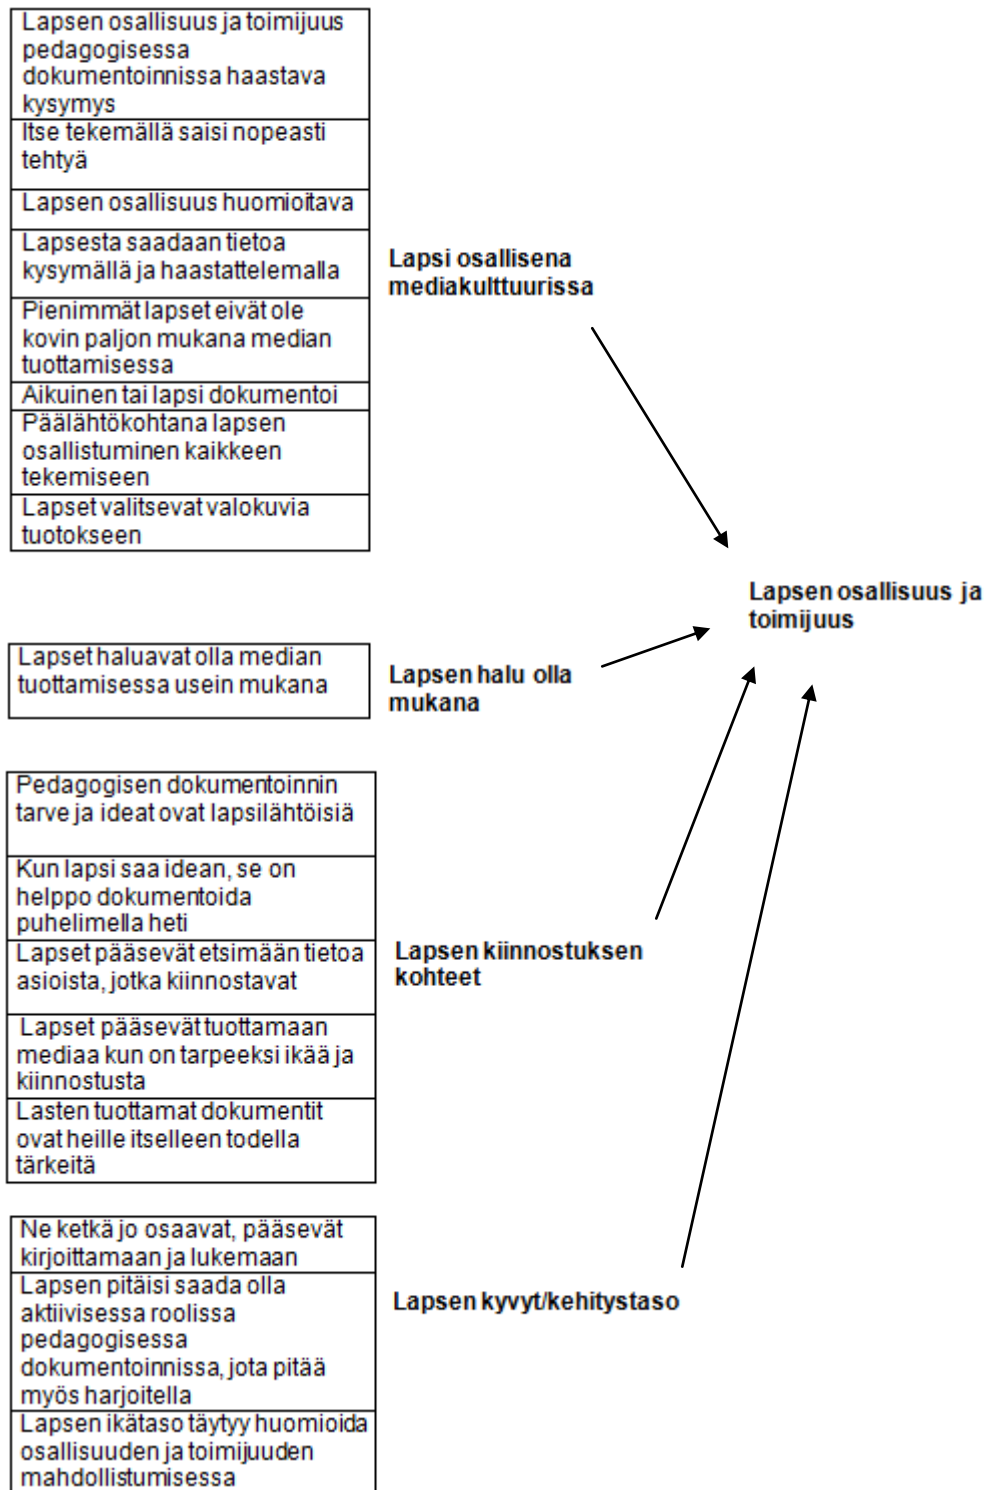 Lapsen osallisuus ja toimijuus
pedagogisessa
dokumentoinnissa haastava
kysymys
Itse tekemällä saisi nopeasti
tehtyä
Lapsen osallisuus huomioitava
Lapsesta saadaan tietoa
kysymällä ja haastattelemalla
Pienimmät lapset eivät ole
kovin paljon mukana median
tuottamisessa
Aikuinen tai lapsi dokumentoi
Päälähtökohtana lapsen
osallistuminen kaikkeen
tekemiseen
Lapset valitsevat valokuvia
tuotokseen
Lapsi osallisena
mediakulttuurissa
Lapsen osallisuus ja
toimijuus
Lapset haluavat olla median
tuottamisessa usein mukana
Lapsen halu olla
mukana
Pedagogisen dokumentoinnin
tarve ja ideat ovat lapsilähtöisiä
Kun lapsi saa idean, se on
helppo dokumentoida
puhelimella heti
Lapset pääsevät etsimään tietoa
asioista, jotka kiinnostavat
Lapset pääsevät tuottamaan
mediaa kun on tarpeeksi ikää ja
kiinnostusta
Lasten tuottamat dokumentit
ovat heille itselleen todella
tärkeitä
Lapsen kiinnostuksen
kohteet
Ne ketkä jo osaavat, pääsevät
kirjoittamaan ja lukemaan
Lapsen pitäisi saada olla
aktiivisessa roolissa
pedagogisessa
dokumentoinnissa, jota pitää
myös harjoitella
Lapsen ikätaso täytyy huomioida
osallisuuden ja toimijuuden
mahdollistumisessa
Lapsen kyvyt/kehitystaso